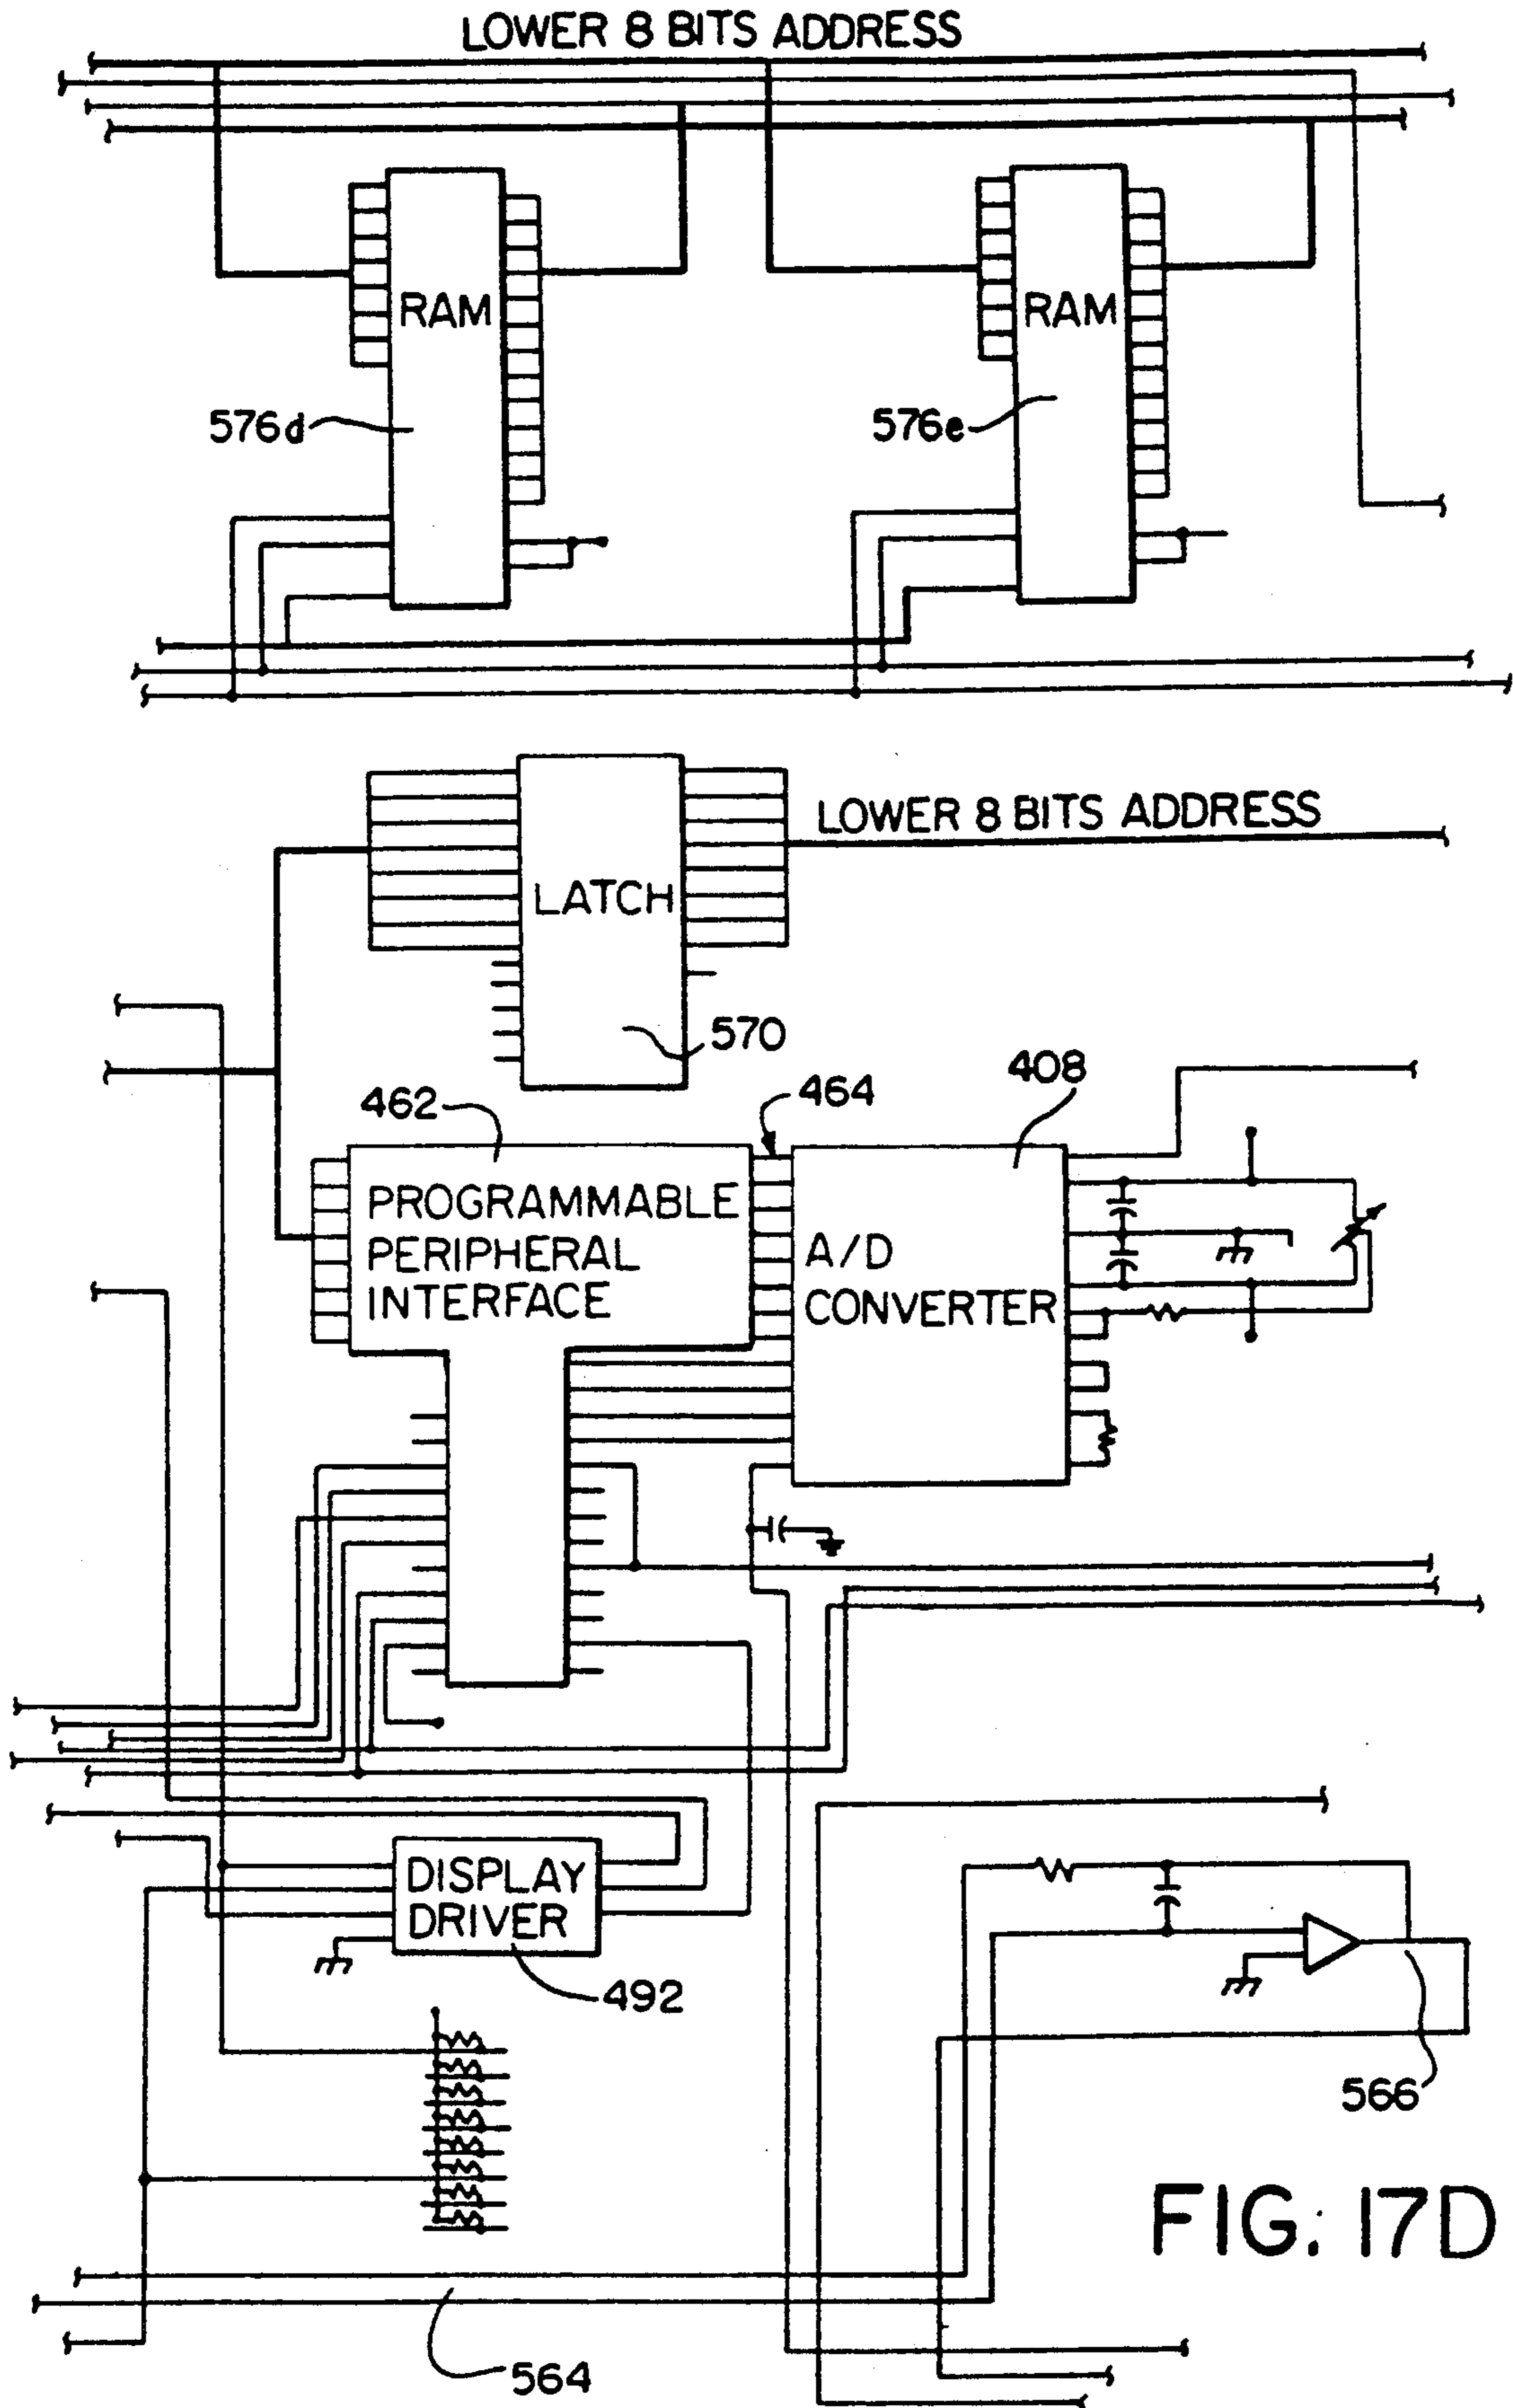 LOWER 8 BITS ADDRESS
RAM
RAM
576d
576e
LOWER 8 BITS ADDRESS
LATCH
570
408
462
464
PROGRAMMABLE
PERIPHERAL
INTERFACE
A/D
CONVERTER
DISPLAY
DRIVER
492
566
FIG. 17D
564